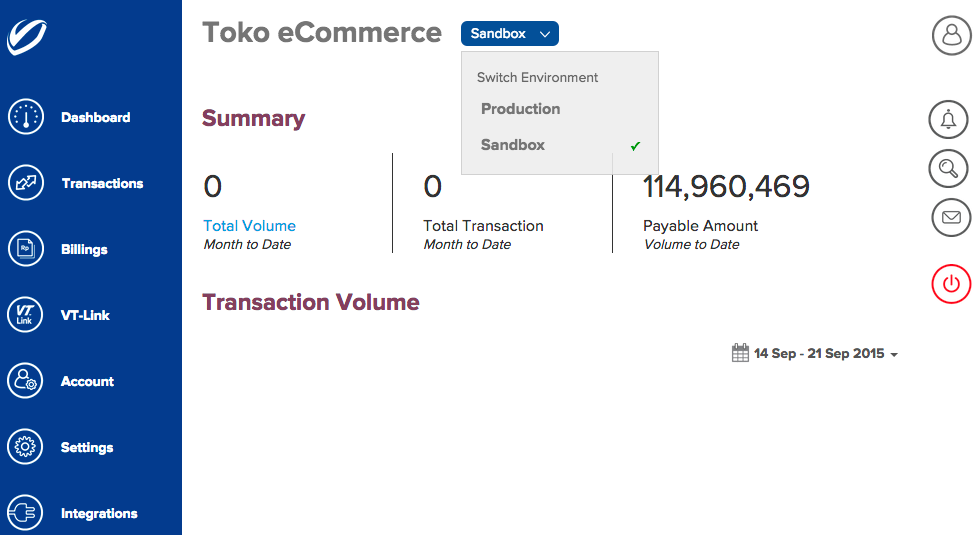 Toko eCommerce
Sandbox
Switch Environment
Production
Sandbox
Dashboard
Transactions
Rp
Billings
VT
Link
VT-Link
Account
Settings
Integrations
Summary
0
Total Volume
Month to Date
0
Total Transaction
Month to Date
114,960,469
Payable Amount
Volume to Date
Transaction Volume
14 Sep - 21 Sep 2015